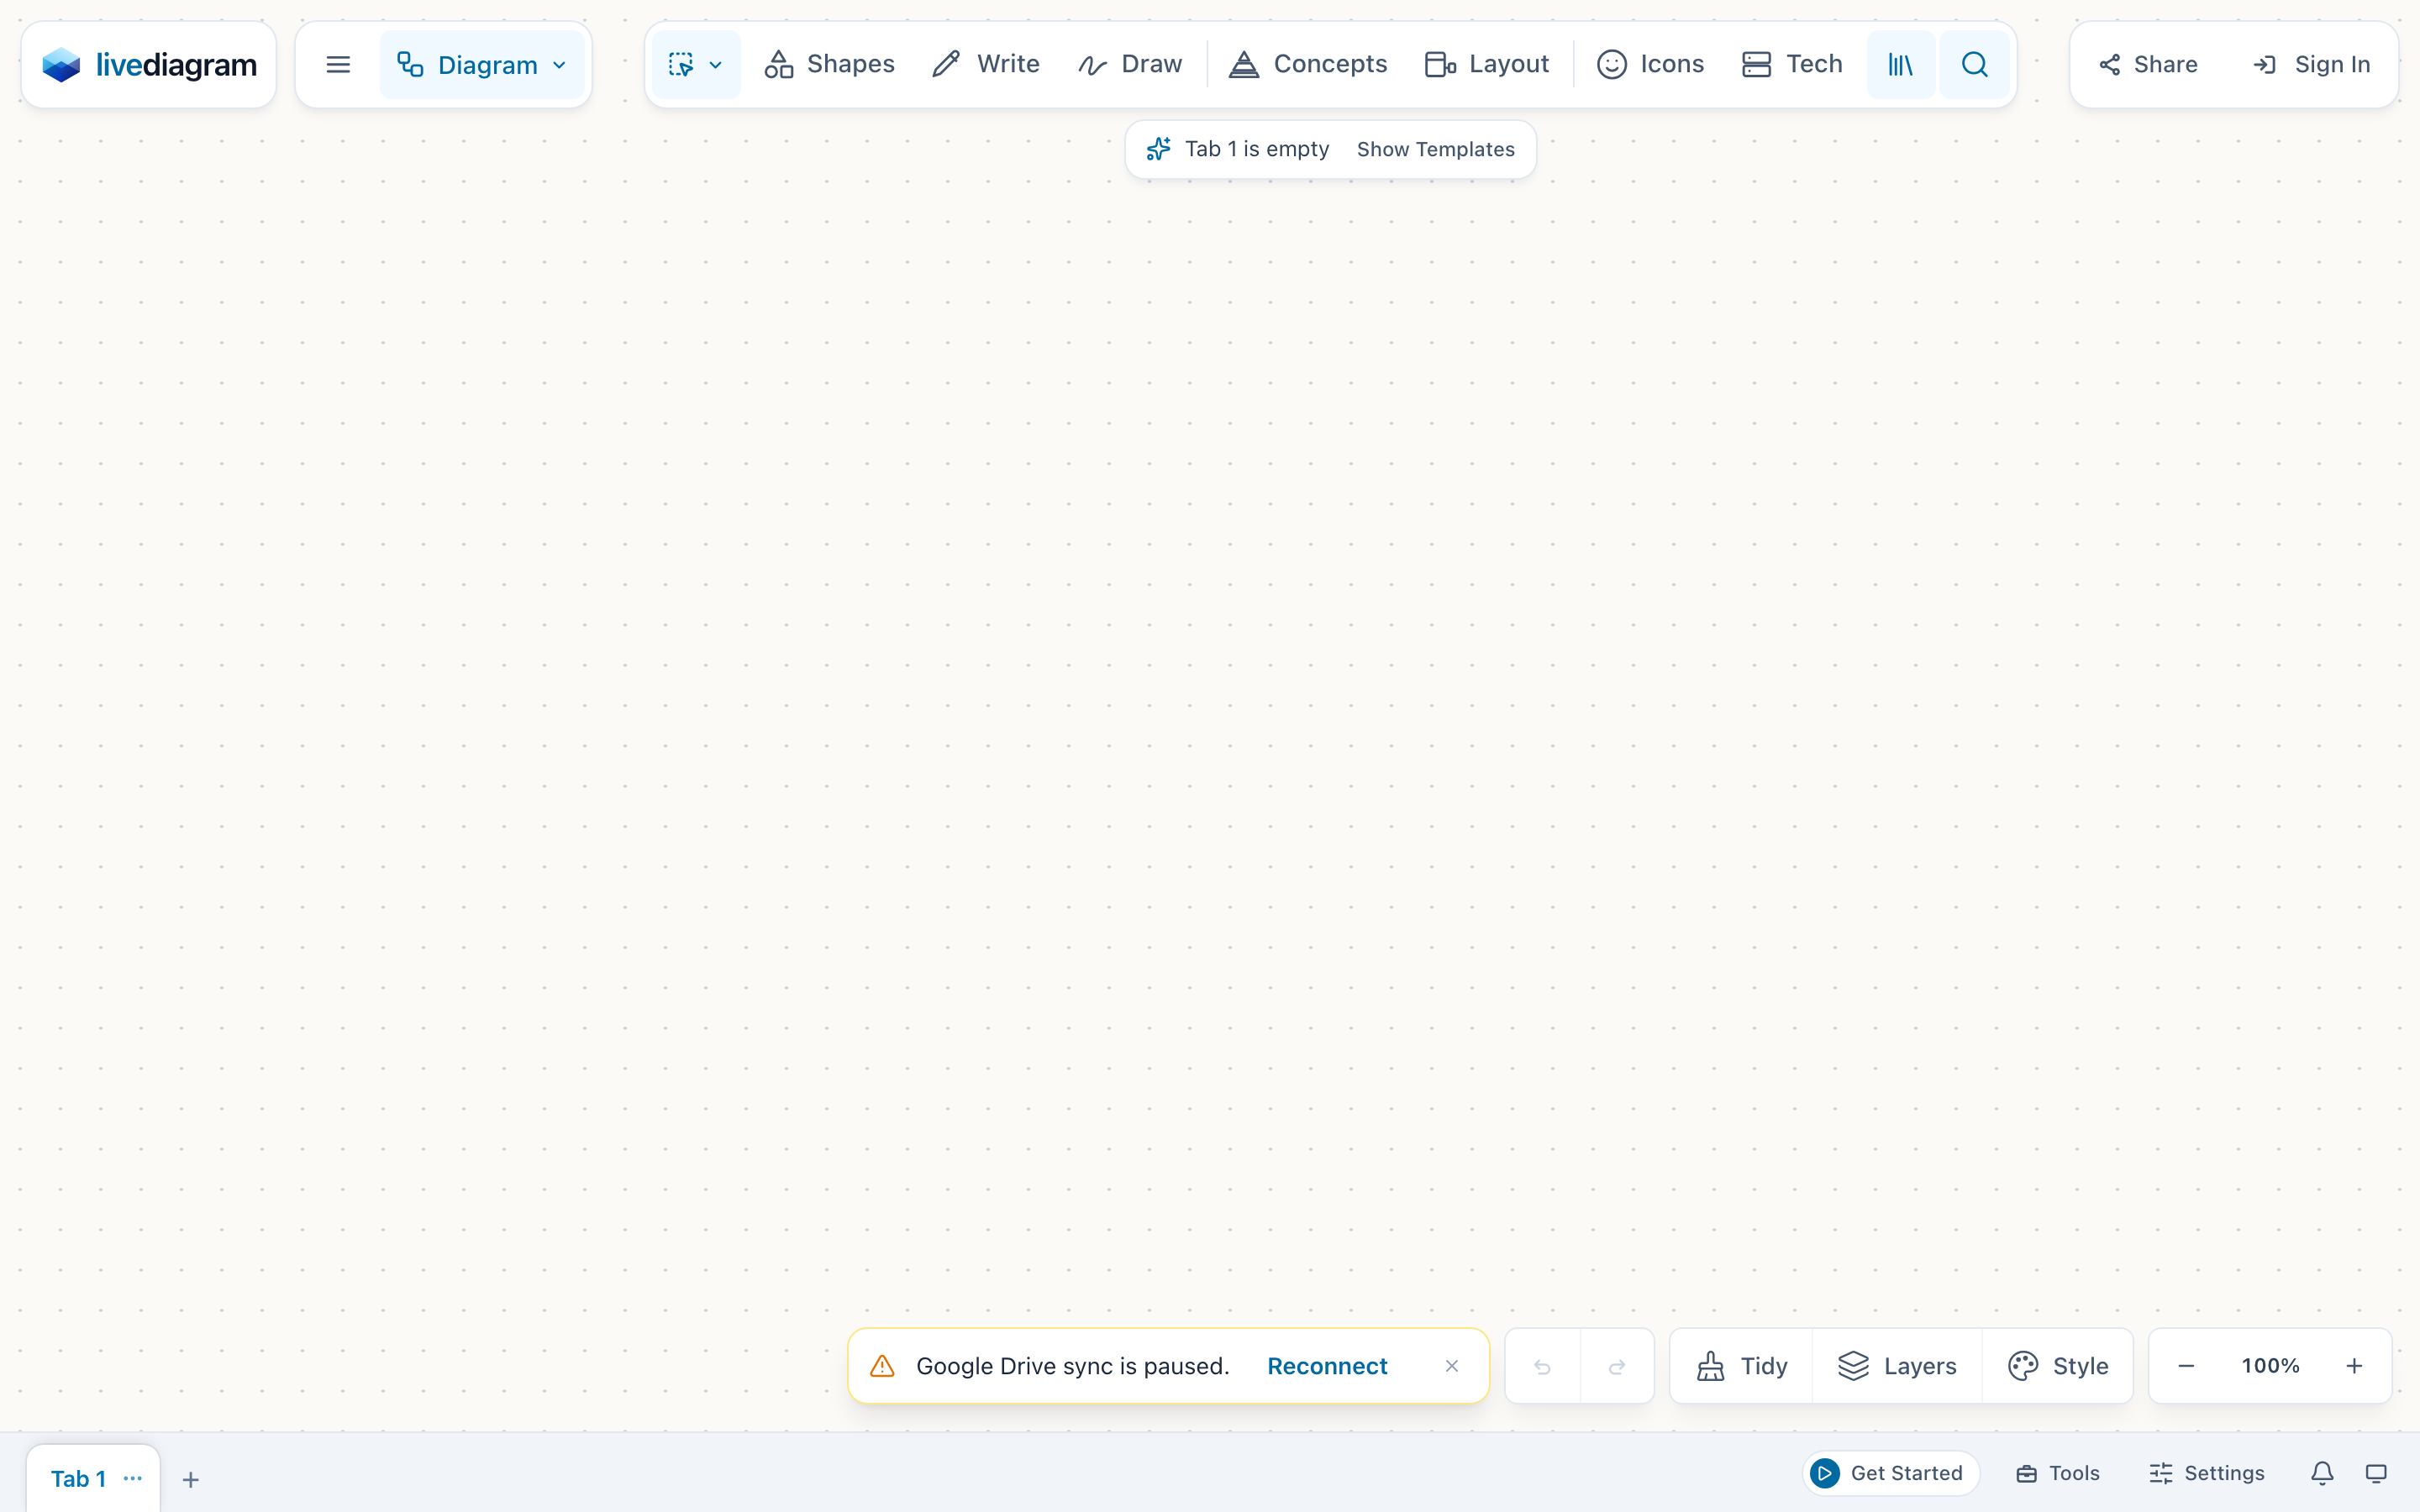 livediagram
Diagram
Shapes
Write
Draw
Concepts
Layout
Icons
Tech
Share
Sign In
Tab 1 is empty
Show Templates
Google Drive sync is paused.
Reconnect
Tidy
Layers
Style
100%
Tab 1
Get Started
Tools
Settings